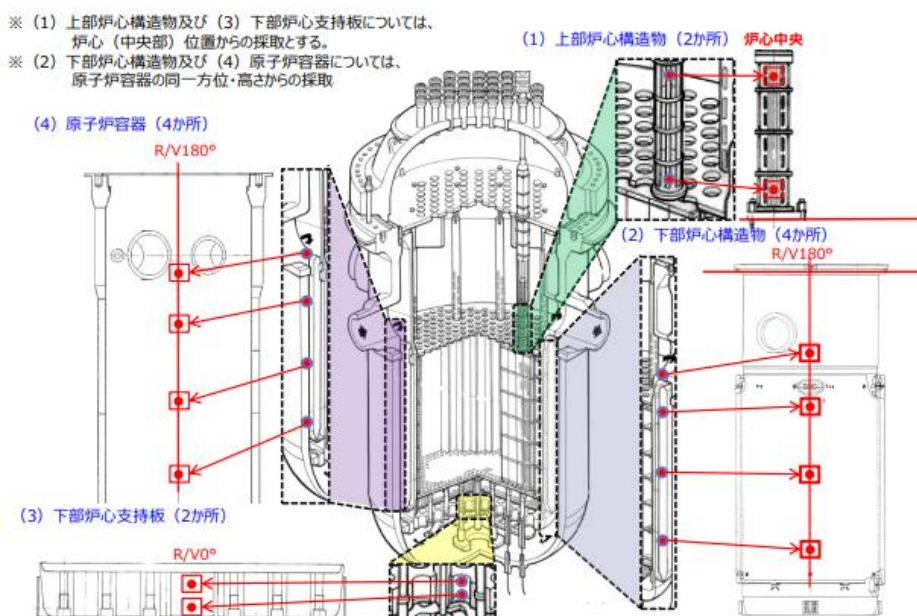 ※ (1) 上部炉心構造物及び (3) 下部炉心支持板については、
炉心 (中央部) 位置からの採取とする。
※ (2) 下部炉心構造物及び (4) 原子炉容器については、
原子炉容器の同一方位・高さからの採取
(1) 上部炉心構造物 (2か所)
炉心中央
(4) 原子炉容器 (4か所)
R/V180°
(2) 下部炉心構造物 (4か所)
R/V180°
(3) 下部炉心支持板 (2か所)
R/V0°